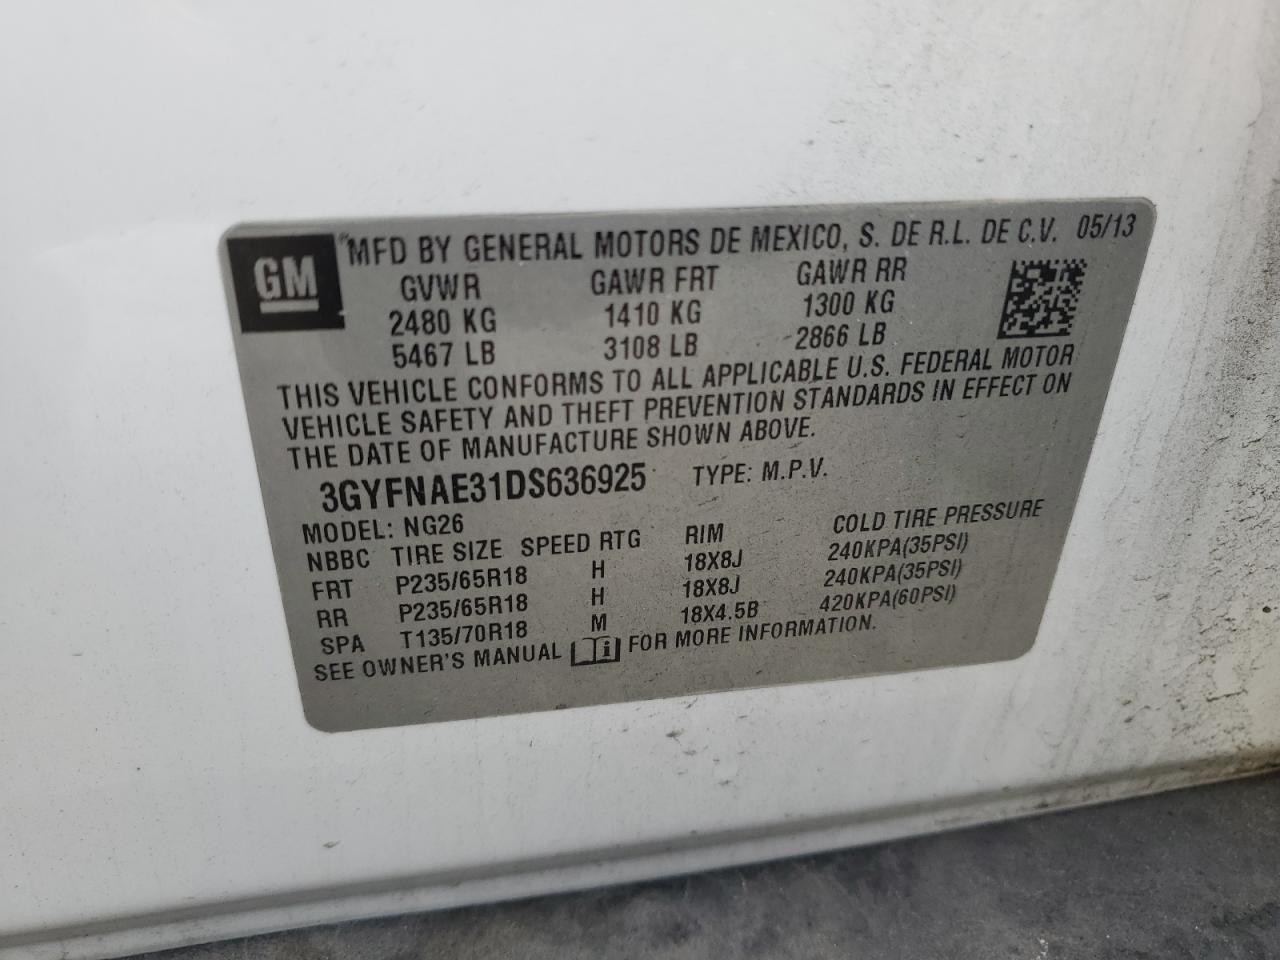 GM
MFD BY GENERAL MOTORS DE MEXICO, S. DE R.L. DE C.V. 05/13
GVWR GAWR FRT GAWR RR
2480 KG 1410 KG 1300 KG
5467 LB 3108 LB 2866 LB
THIS VEHICLE CONFORMS TO ALL APPLICABLE U.S. FEDERAL MOTOR
VEHICLE SAFETY AND THEFT PREVENTION STANDARDS IN EFFECT ON
THE DATE OF MANUFACTURE SHOWN ABOVE.
3GYFNAE31DS636925 TYPE: M.P.V.
MODEL: NG26
NBBC TIRE SIZE SPEED RTG RIM COLD TIRE PRESSURE
FRT P235/65R18 H 18X8J 240KPA(35PSI)
RR P235/65R18 H 18X8J 240KPA(35PSI)
SPA T135/70R18 M 18X4.5B 420KPA(60PSI)
SEE OWNER'S MANUAL i FOR MORE INFORMATION.